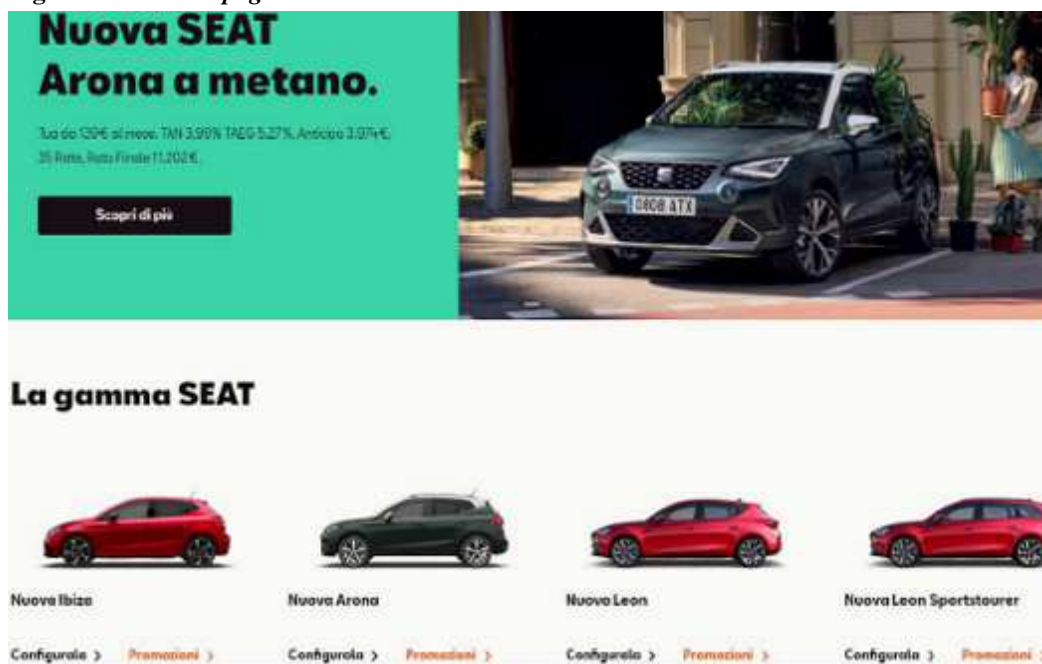 Nuova SEAT
Arona a metano.
Tua da 139€ al mese. TAN 3,99% TAEG 5,27%, Anticipo 3.974€,
35 Rate, Rata Finale 11.202€.
Scopri di più
0808 ATX
La gamma SEAT
Nuova Ibiza
Nuova Arona
Nuova Leon
Nuova Leon Sportstourer
Configurala > Promozioni >
Configurala > Promozioni >
Configurala > Promozioni >
Configurala > Promozioni >